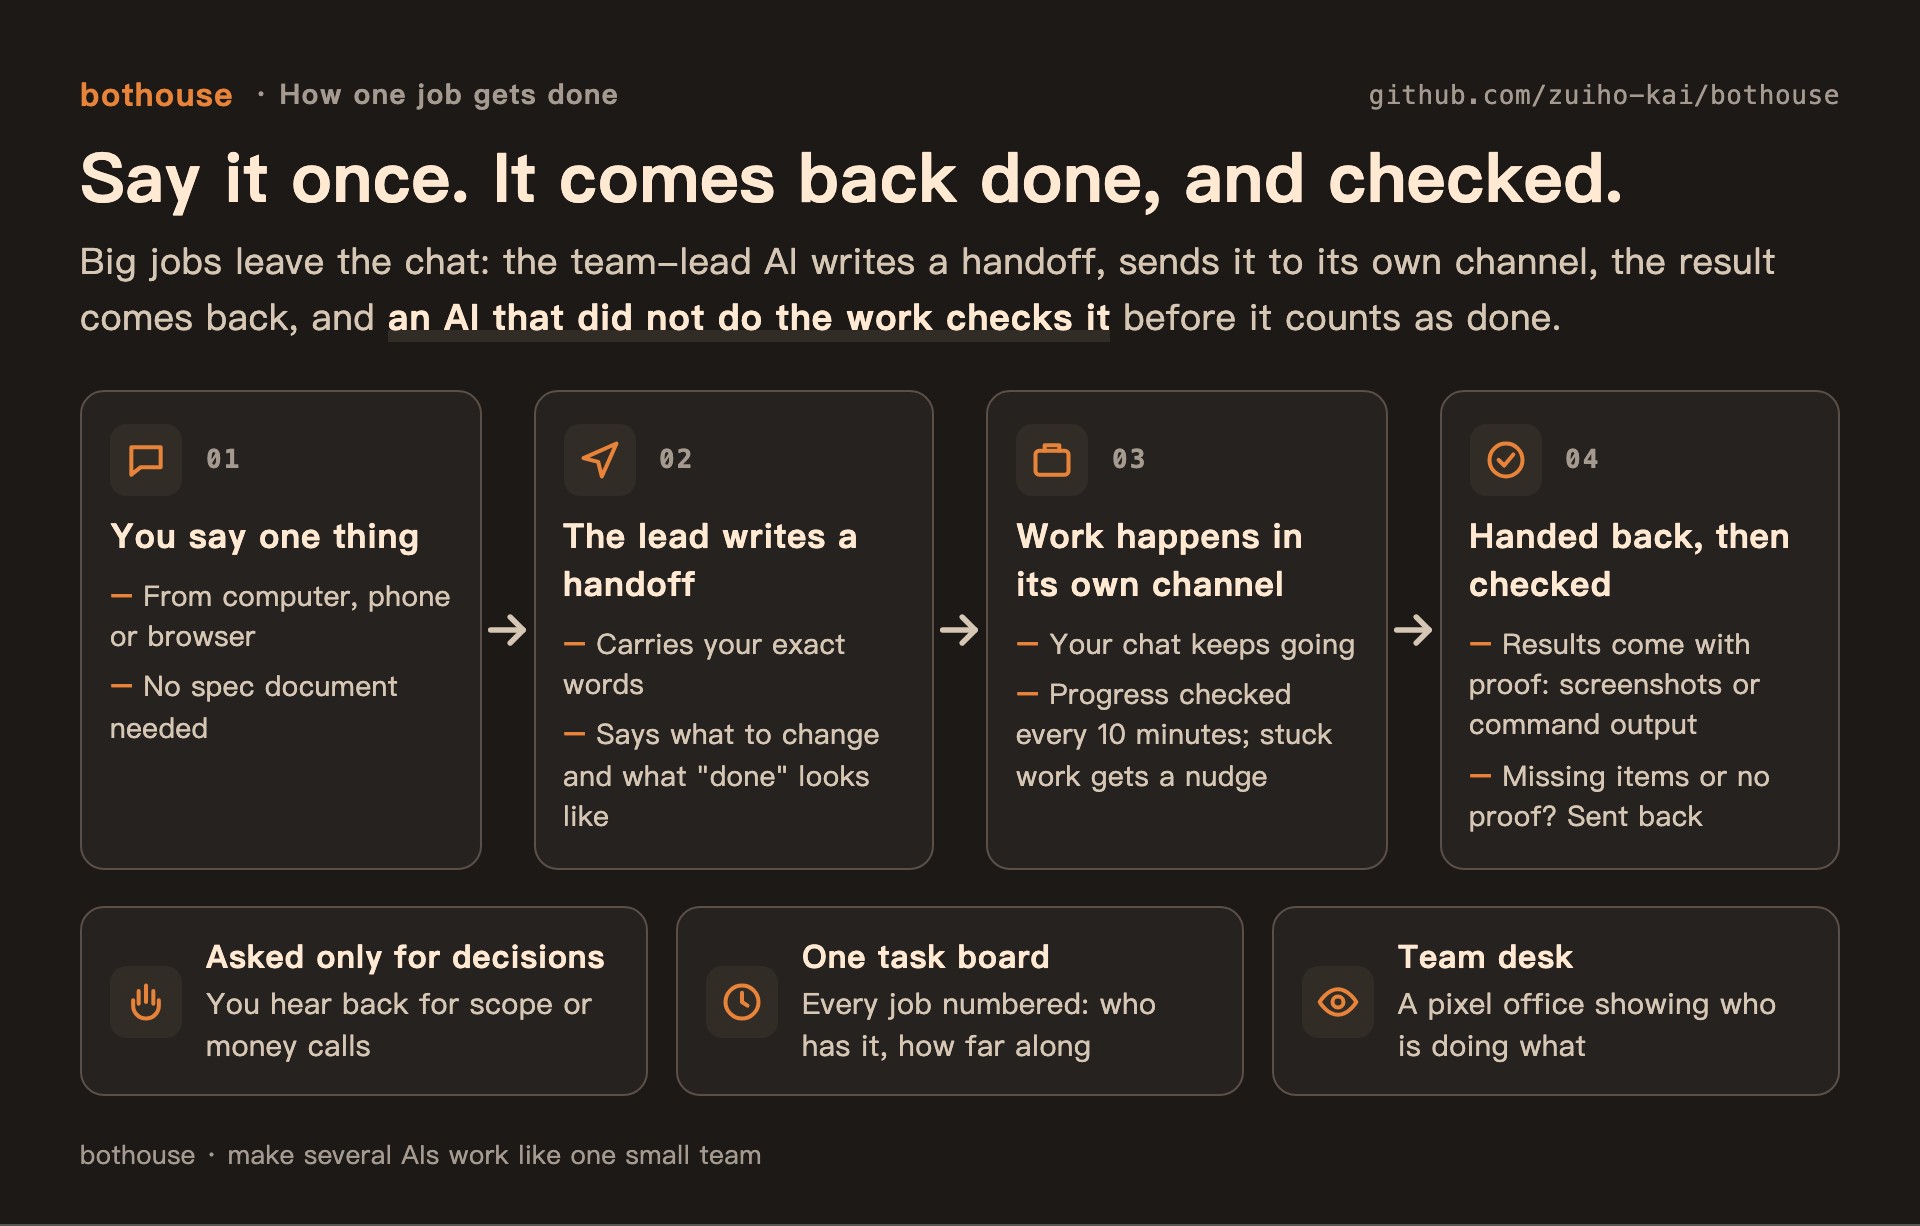 bothouse · How one job gets done
github.com/zuiho-kai/bothouse
Say it once. It comes back done, and checked.
Big jobs leave the chat: the team-lead AI writes a handoff, sends it to its own channel, the result
comes back, and an AI that did not do the work checks it before it counts as done.
01
You say one thing
— From computer, phone
or browser
— No spec document
needed
02
The lead writes a
handoff
— Carries your exact
words
— Says what to change
and what "done" looks
like
03
Work happens in
its own channel
— Your chat keeps going
— Progress checked
every 10 minutes; stuck
work gets a nudge
04
Handed back, then
checked
— Results come with
proof: screenshots or
command output
— Missing items or no
proof? Sent back
Asked only for decisions
You hear back for scope or
money calls
One task board
Every job numbered: who
has it, how far along
Team desk
A pixel office showing who
is doing what
bothouse · make several AIs work like one small team